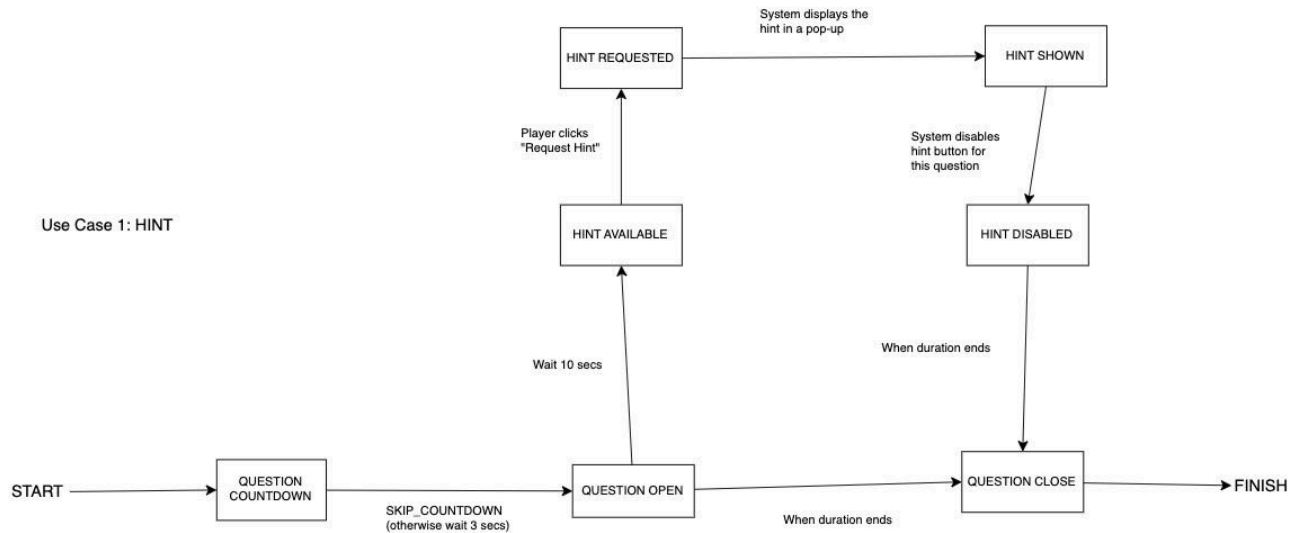 System displays the
hint in a pop-up
HINT REQUESTED
HINT SHOWN
Player clicks
"Request Hint"
System disables
hint button for
this question
Use Case 1: HINT
HINT AVAILABLE
HINT DISABLED
When duration ends
Wait 10 secs
START
QUESTION
COUNTDOWN
QUESTION OPEN
QUESTION CLOSE
FINISH
SKIP_COUNTDOWN
(otherwise wait 3 secs)
When duration ends